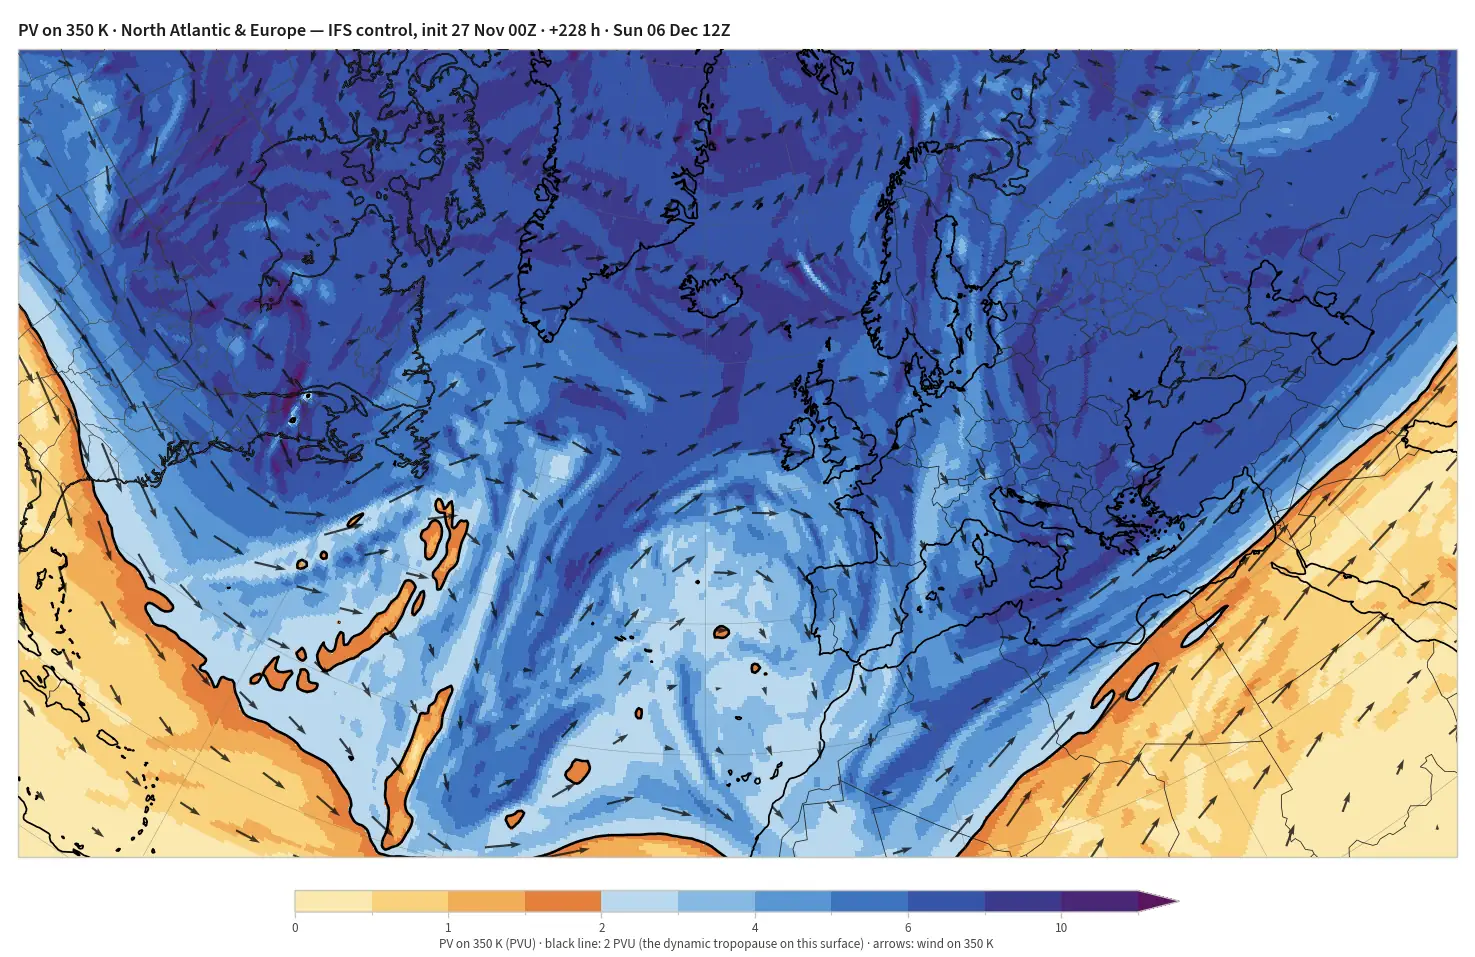 PV on 350 K · North Atlantic & Europe — IFS control, init 27 Nov 00Z · +228 h · Sun 06 Dec 12Z
0 1 2 4 6 10
PV on 350 K (PVU) · black line: 2 PVU (the dynamic tropopause on this surface) · arrows: wind on 350 K